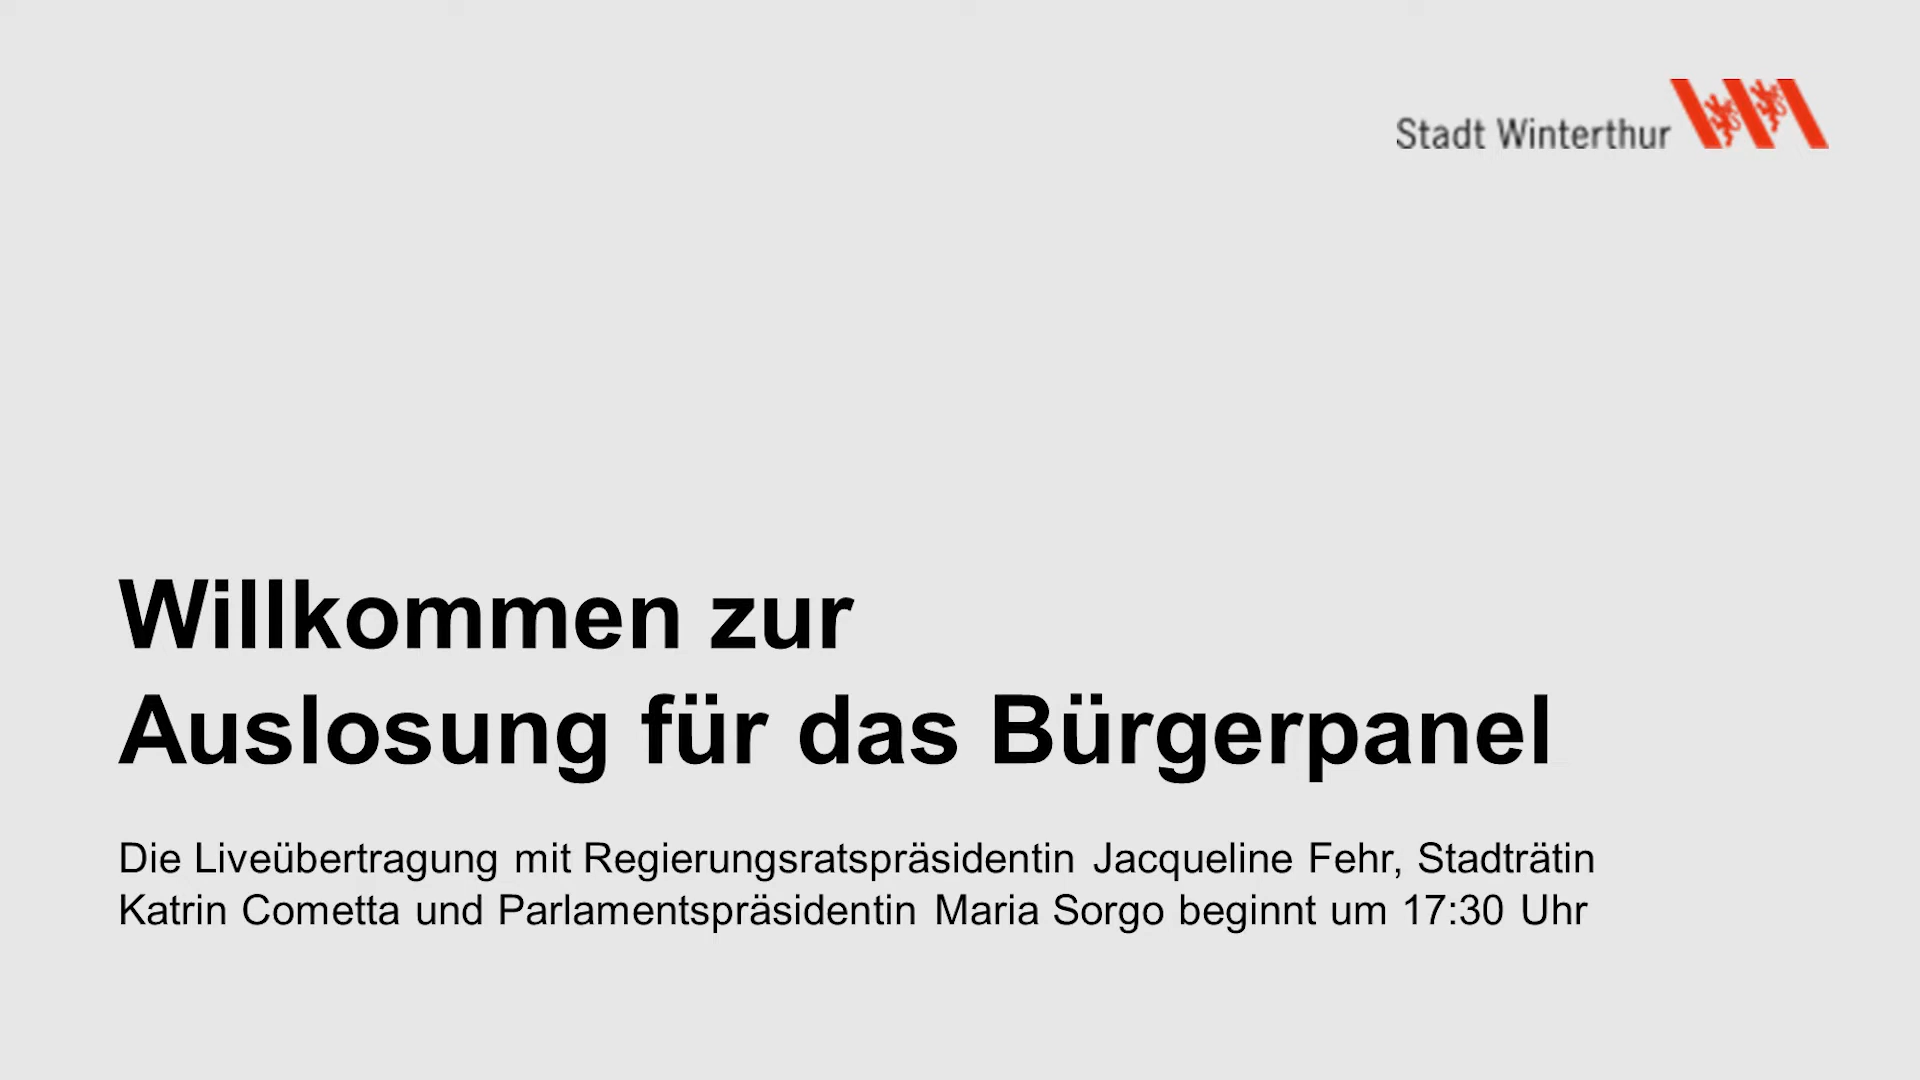 Stadt Winterthur
Willkommen zur
Auslosung für das Bürgerpanel
Die Liveübertragung mit Regierungsratspräsidentin Jacqueline Fehr, Stadträtin
Katrin Cometta und Parlamentspräsidentin Maria Sorgo beginnt um 17:30 Uhr